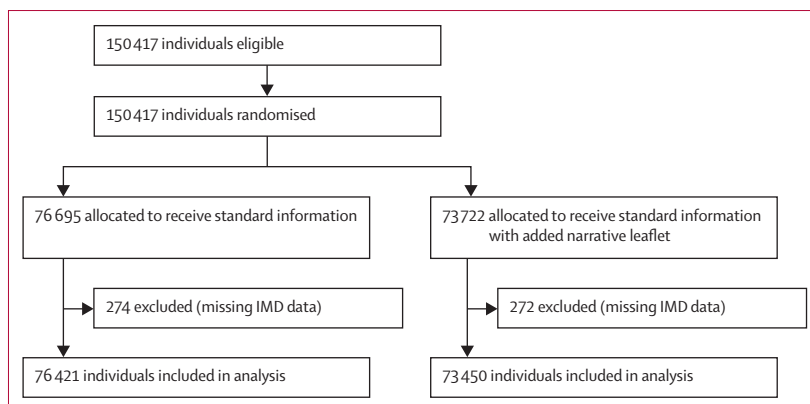 150 417 individuals eligible
150 417 individuals randomised
76 695 allocated to receive standard information
73 722 allocated to receive standard information
with added narrative leaflet
274 excluded (missing IMD data)
272 excluded (missing IMD data)
76 421 individuals included in analysis
73 450 individuals included in analysis